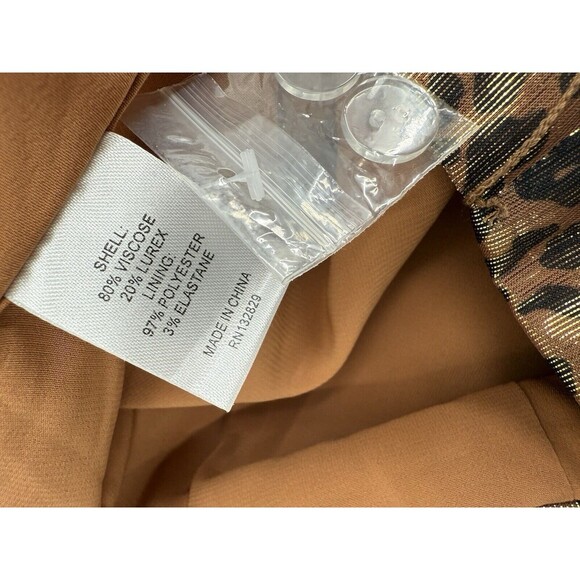 SHELL:
80% VISCOSE
20% LUREX
LINING:
97% POLYESTER
3% ELASTANE
MADE IN CHINA
RN132829